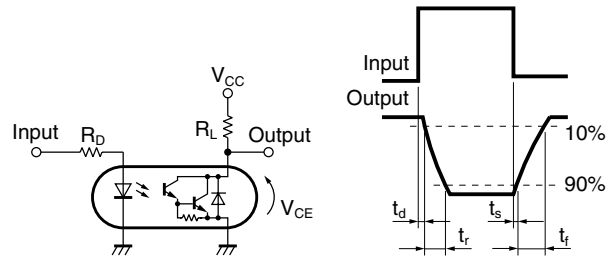 Input
R_D
V_CC
R_L
Output
V_CE
Input
Output
10%
90%
t_d
t_s
t_r
t_f